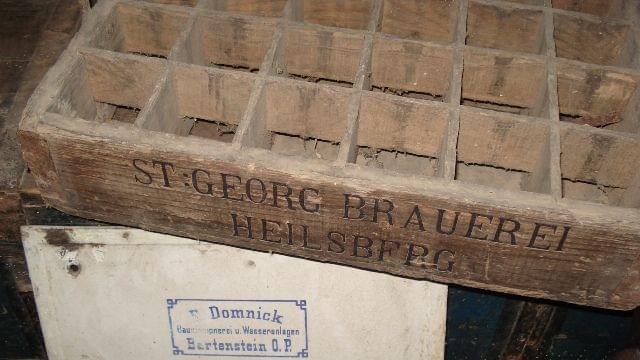 ST. GEORG BRAUEREI
HEILSBERG
Domnick
u. Wasseranlagen
Bartenstein O. P.